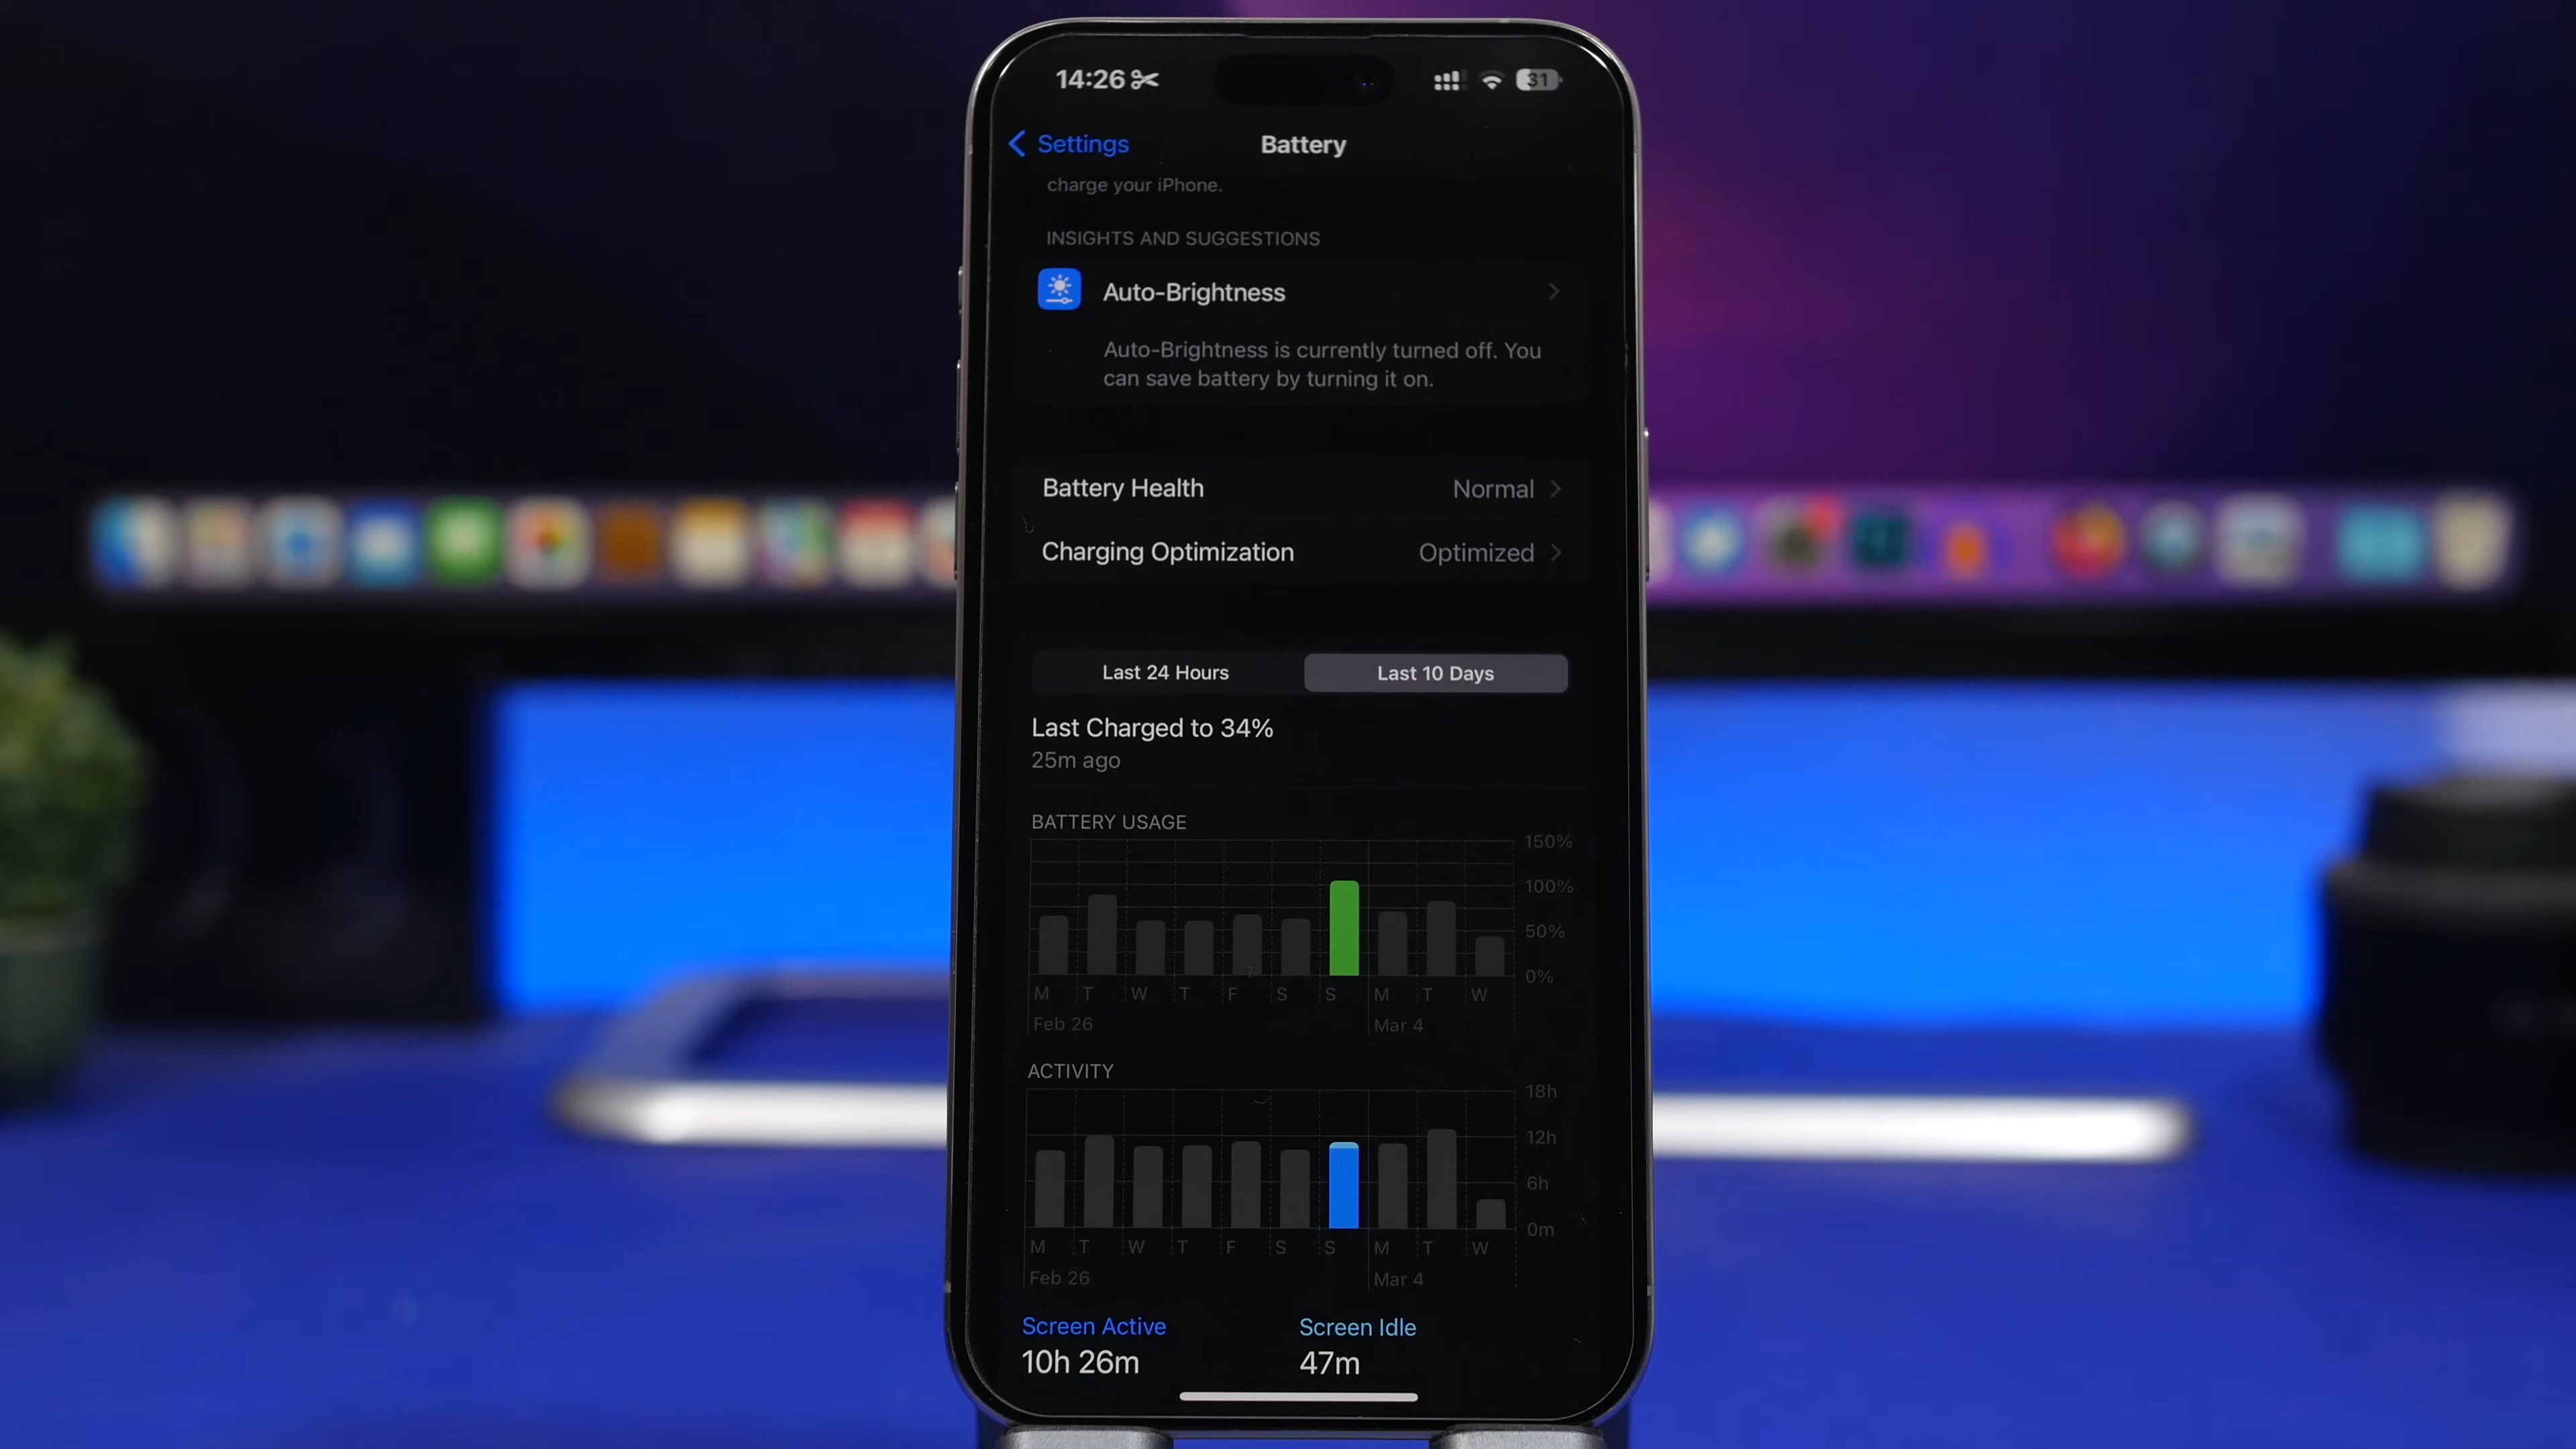 14:26
31
Settings
Battery
charge your iPhone.
INSIGHTS AND SUGGESTIONS
Auto-Brightness
Auto-Brightness is currently turned off. You
can save battery by turning it on.
Battery Health Normal
Charging Optimization Optimized
Last 24 Hours Last 10 Days
Last Charged to 34%
25m ago
BATTERY USAGE
150%
100%
50%
0%
M T W T F S S M T W
Feb 26 Mar 4
ACTIVITY
18h
12h
6h
0m
M T W T F S S M T W
Feb 26 Mar 4
Screen Active Screen Idle
10h 26m 47m